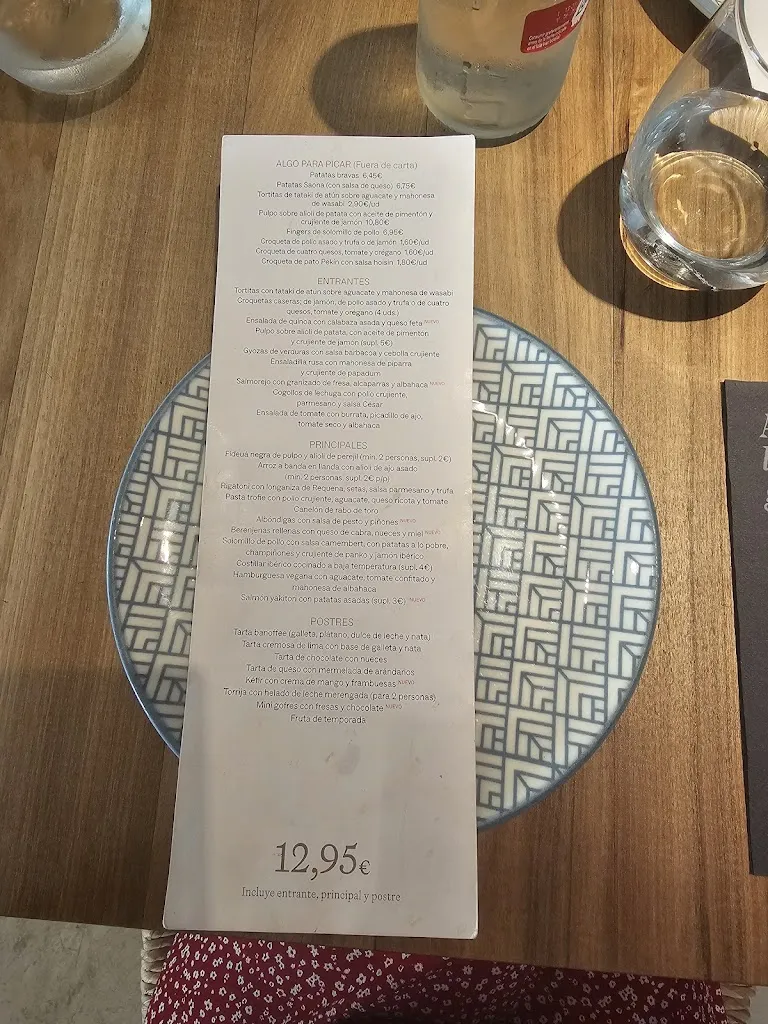 ALGO PARA PICAR (Fuera de carta)
Patatas bravas 6,45€
Patatas Saona (con salsa de queso) 6,75€
Tortitas de tataki de atún sobre aguacate y mahonesa
de wasabi 2,90€/ud
Pulpo sobre alioli de patata con aceite de pimentón y
crujiente de jamón 10,80€
Fingers de solomillo de pollo 6,95€
Croqueta de pollo asado y trufa o de jamón 1,60€/ud
Croqueta de cuatro quesos, tomate y orégano 1,60€/ud
Croqueta de pato Pekín con salsa hoisin 1,80€/ud
ENTRANTES
Tortitas con tataki de atún sobre aguacate y mahonesa de wasabi
Croquetas caseras; de jamón, de pollo asado y trufa o de cuatro
quesos, tomate y orégano (4 uds.)
Ensalada de quinoa con calabaza asada y queso feta NUEVO
Pulpo sobre alioli de patata, con aceite de pimentón
y crujiente de jamón (supl. 5€)
Gyozas de verduras con salsa barbacoa y cebolla crujiente
Ensaladilla rusa con mahonesa de piparra
y crujiente de papadum
Salmorejo con granizado de fresa, alcaparras y albahaca NUEVO
Cogollos de lechuga con pollo crujiente,
parmesano y salsa César
Ensalada de tomate con burrata, picadillo de ajo,
tomate seco y albahaca
PRINCIPALES
Fideuá negra de pulpo y alioli de perejil (min. 2 personas, supl. 2€)
Arroz a banda en llanda con alioli de ajo asado
(min. 2 personas, supl. 2€ p/p)
Rigatoni con longaniza de Requena, setas, salsa parmesano y trufa
Pasta trofie con pollo crujiente, aguacate, queso ricota y tomate
Canelón de rabo de toro
Albóndigas con salsa de pesto y piñones NUEVO
Berenjenas rellenas con queso de cabra, nueces y miel NUEVO
Solomillo de pollo con salsa camembert, con patatas a lo pobre,
champiñones y crujiente de panko y jamón ibérico
Costillar ibérico cocinado a baja temperatura (supl. 4€)
Hamburguesa vegana con aguacate, tomate confitado y
mahonesa de albahaca
Salmón yakitori con patatas asadas (supl. 3€) NUEVO
POSTRES
Tarta banoffee (galleta, plátano, dulce de leche y nata)
Tarta cremosa de lima con base de galleta y nata
Tarta de chocolate con nueces
Tarta de queso con mermelada de arándanos
Kéfir con crema de mango y frambuesas NUEVO
Torrija con helado de leche merengada (para 2 personas)
Mini gofres con fresas y chocolate NUEVO
Fruta de temporada
12,95€
Incluye entrante, principal y postre